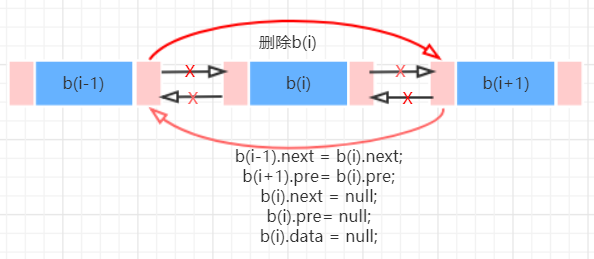 删除b(i)
X X
b(i-1) b(i) b(i+1)
X X
b(i-1).next = b(i).next;
b(i+1).pre= b(i).pre;
b(i).next = null;
b(i).pre= null;
b(i).data = null;